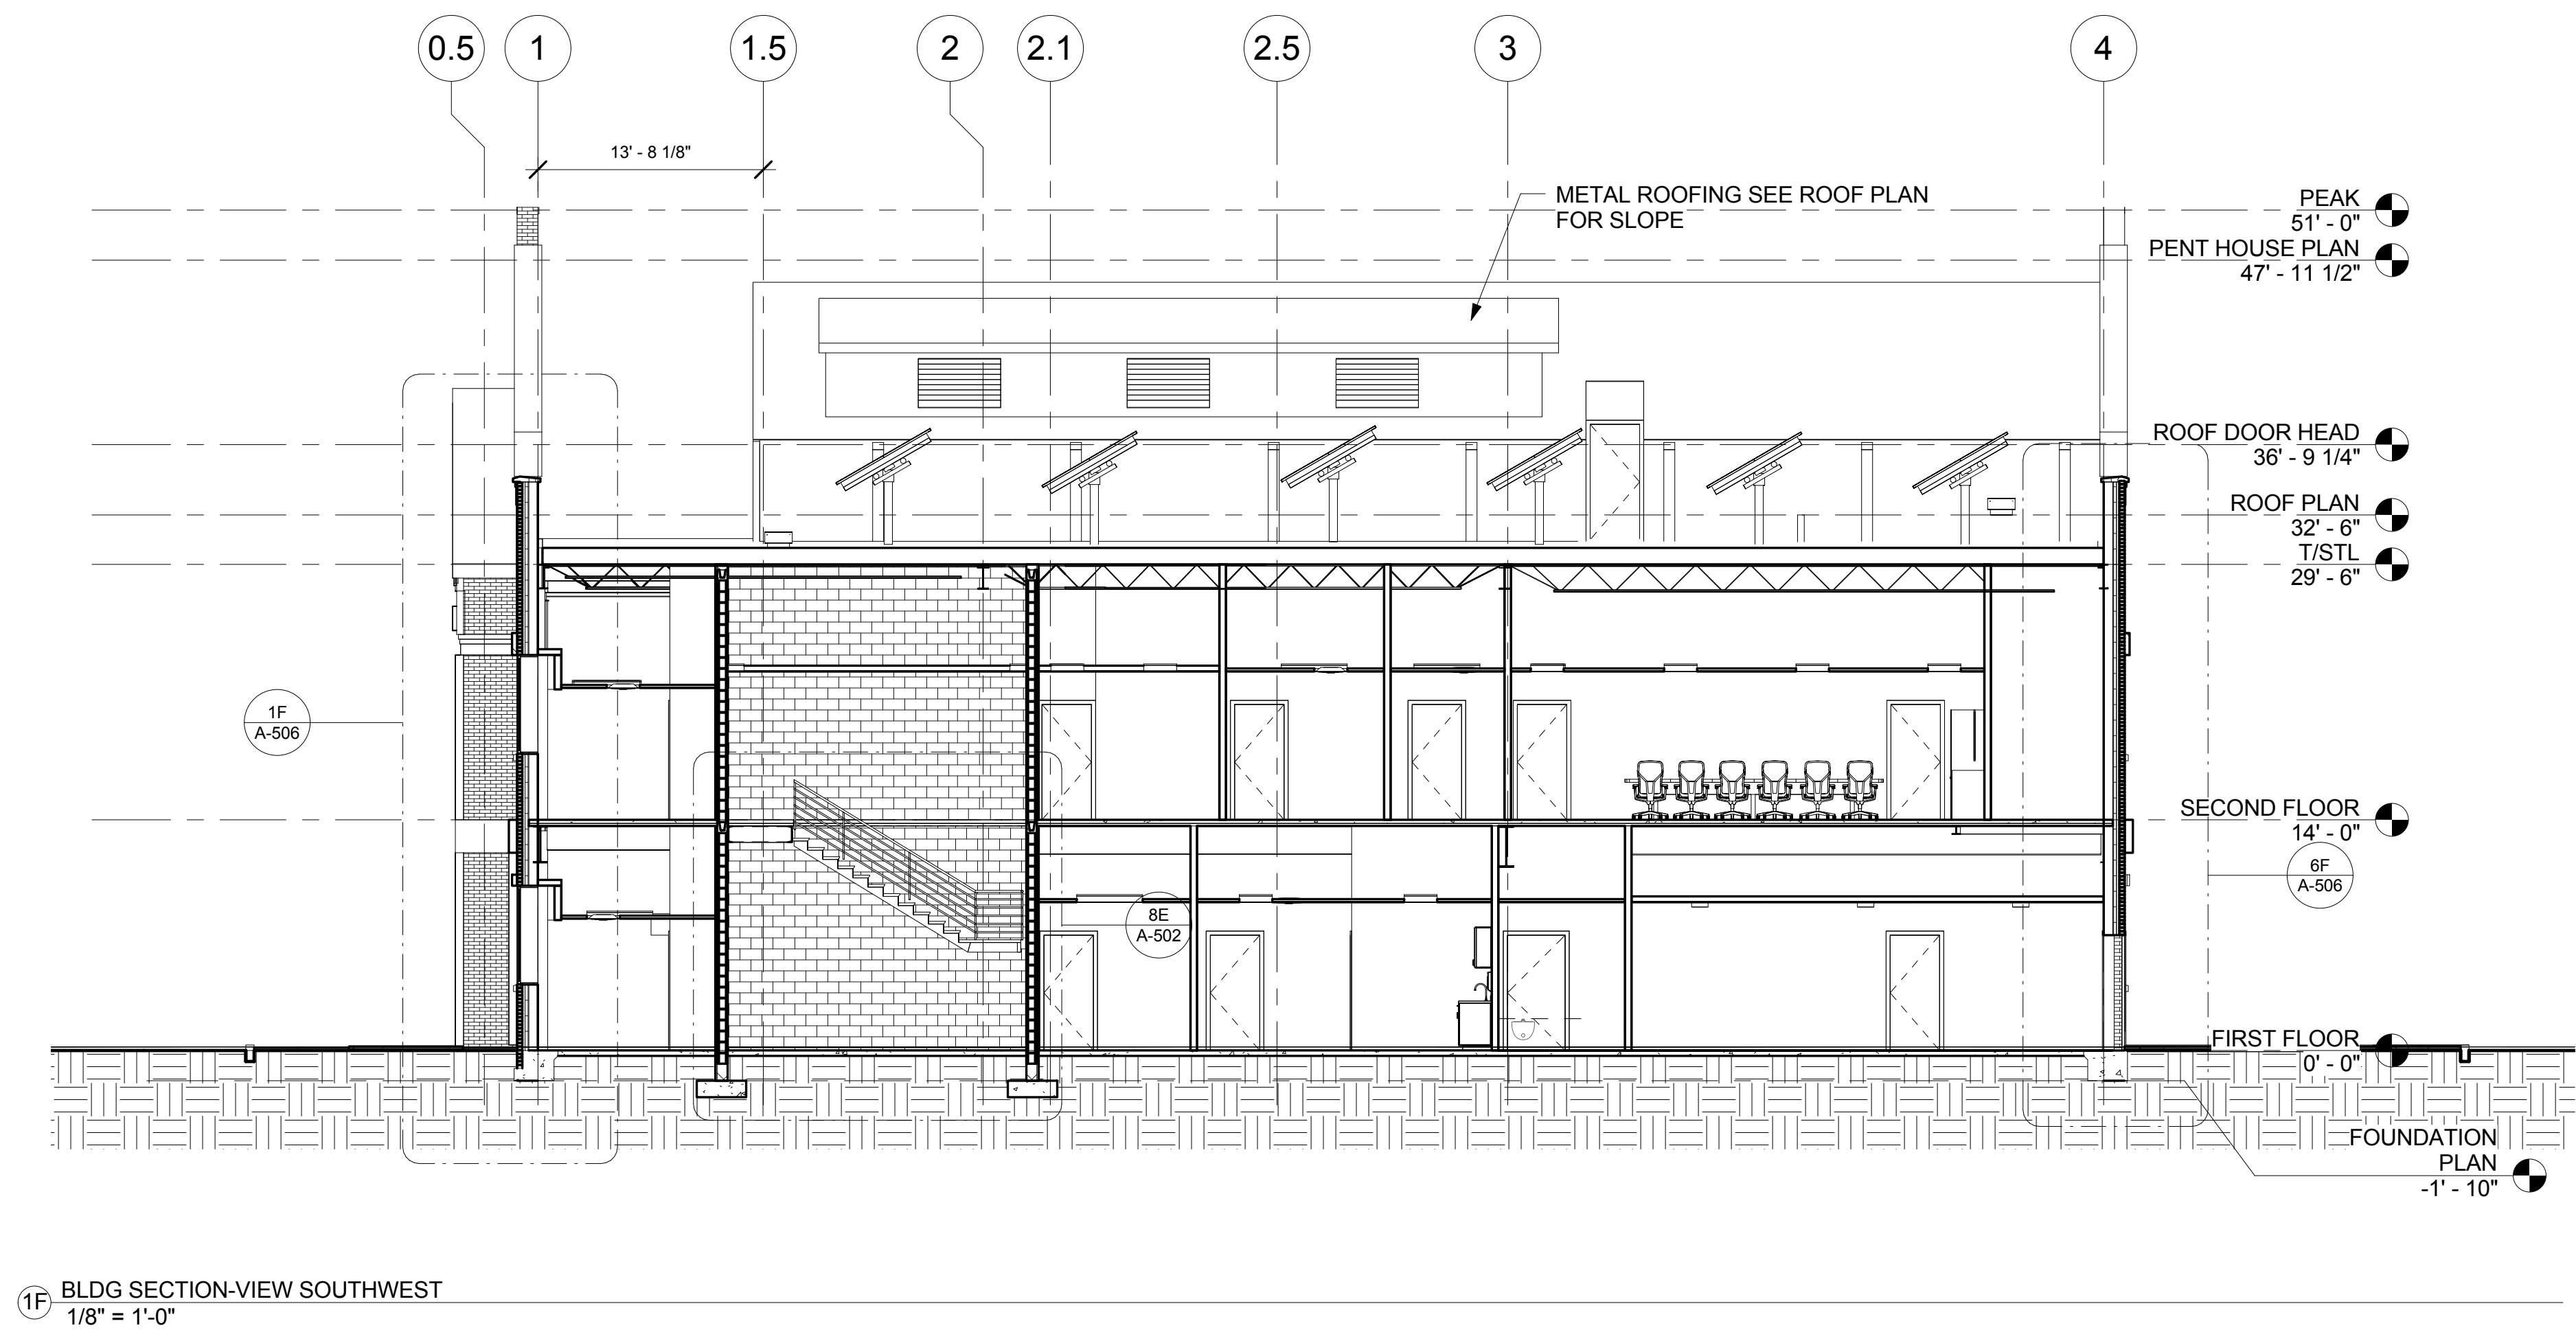 0.5
1
1.5
2
2.1
2.5
3
4
13' - 8 1/8"
METAL ROOFING SEE ROOF PLAN
FOR SLOPE
PEAK
51' - 0"
PENT HOUSE PLAN
47' - 11 1/2"
ROOF DOOR HEAD
36' - 9 1/4"
ROOF PLAN
32' - 6"
T/STL
29' - 6"
1F
A-506
SECOND FLOOR
14' - 0"
6F
A-506
8E
A-502
FIRST FLOOR
0' - 0"
FOUNDATION
PLAN
-1' - 10"
1F
BLDG SECTION-VIEW SOUTHWEST
1/8" = 1'-0"